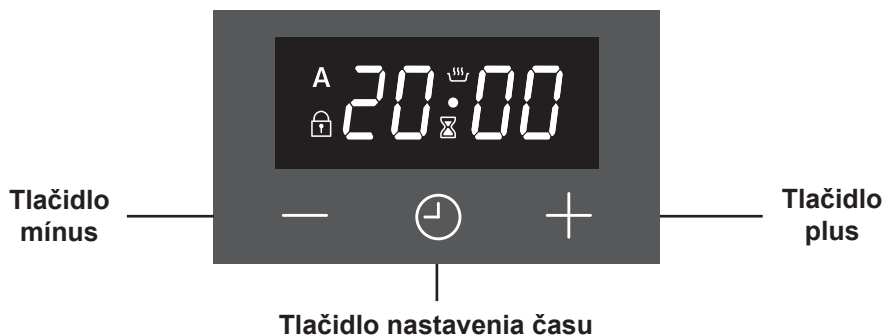 A 20:00
Tlačidlo
mínus
Tlačidlo
plus
Tlačidlo nastavenia času